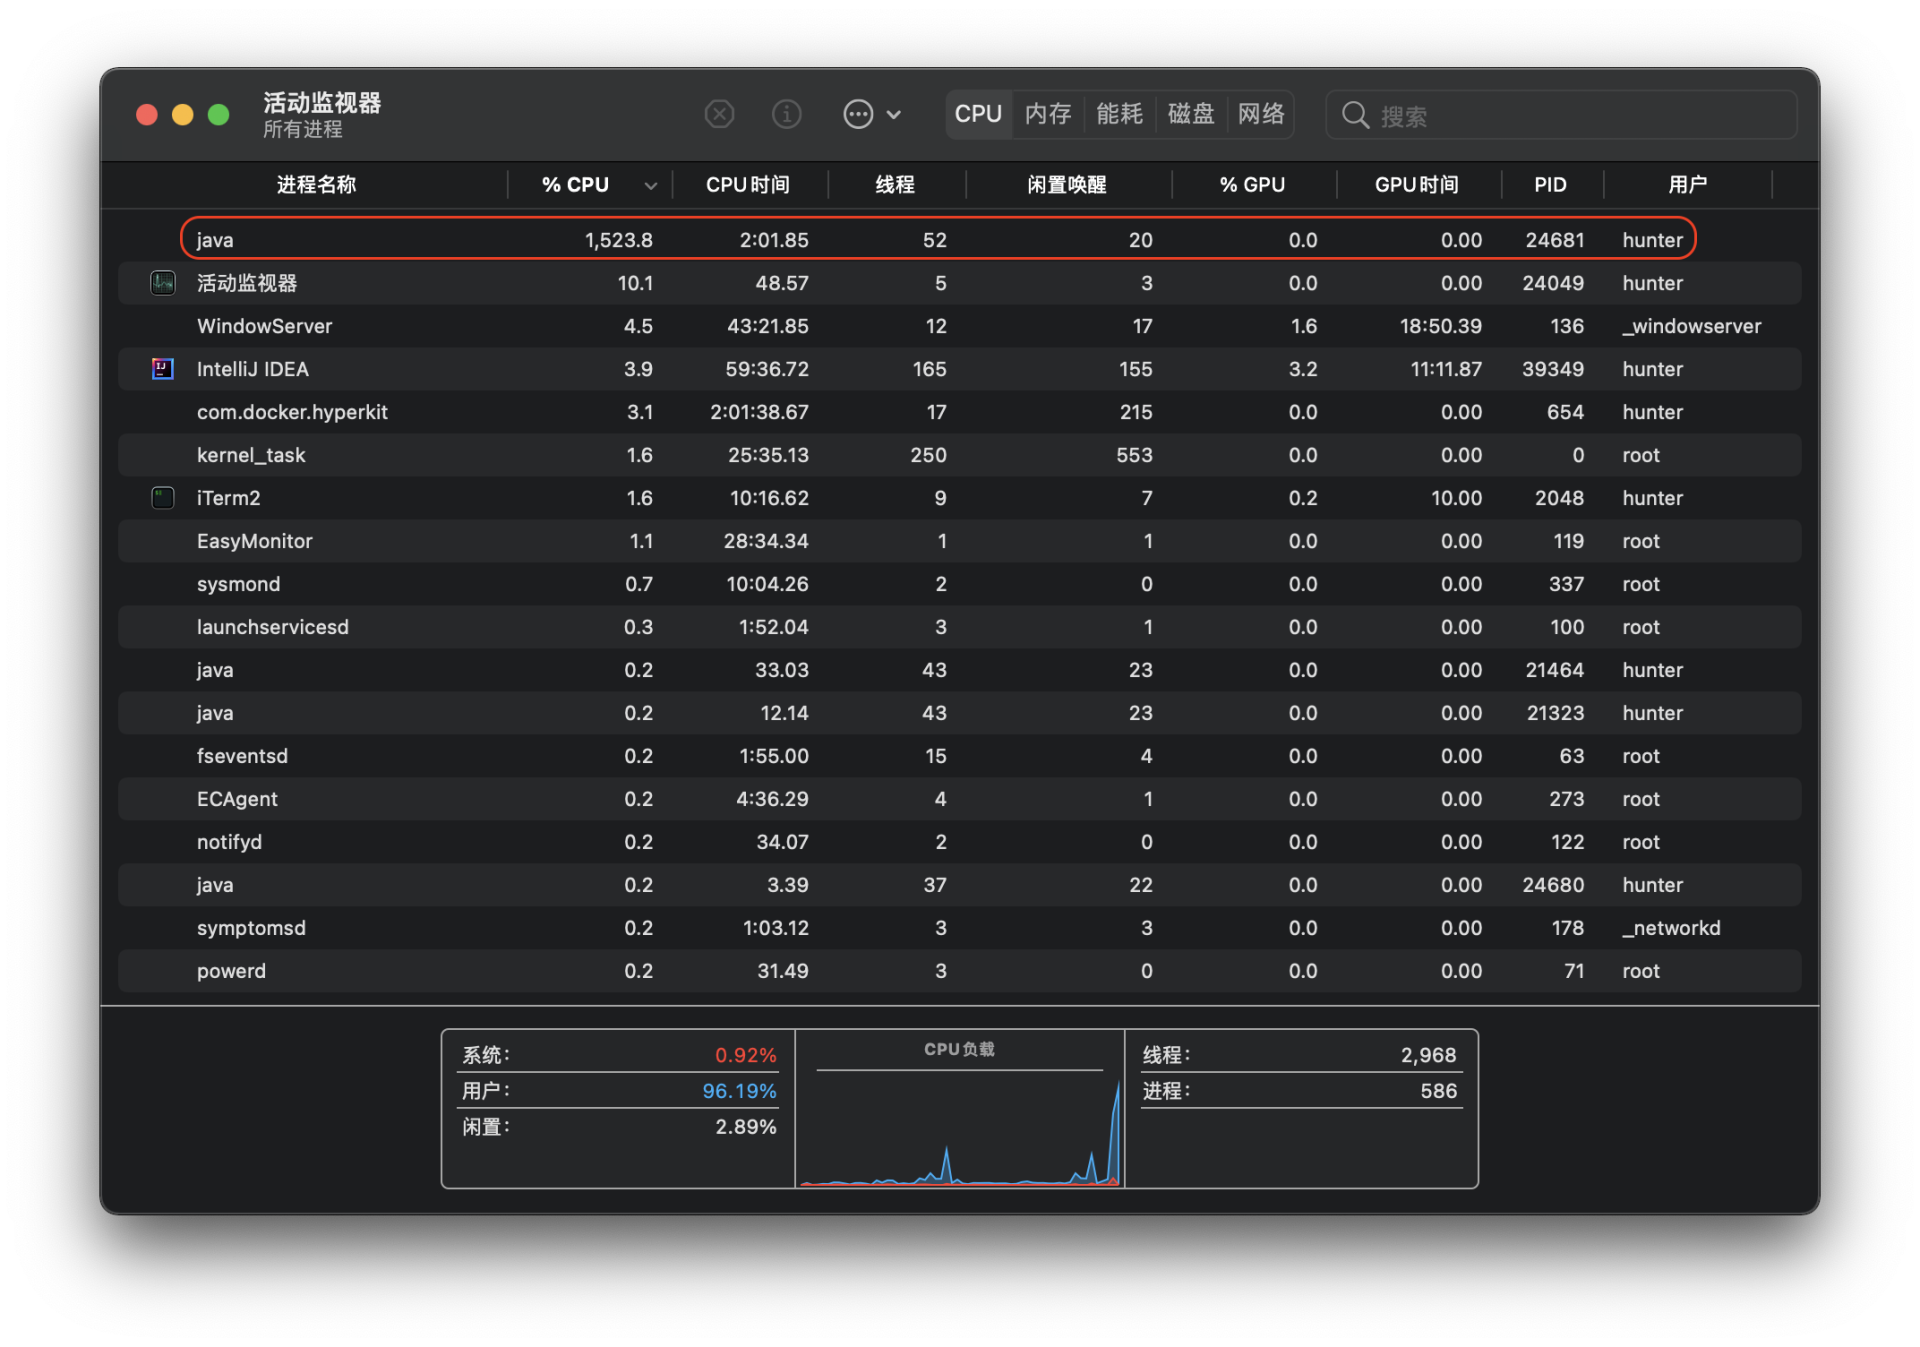 活动监视器
所有进程
CPU 内存 能耗 磁盘 网络 搜索
进程名称 % CPU CPU 时间 线程 闲置唤醒 % GPU GPU 时间 PID 用户
java 1,523.8 2:01.85 52 20 0.0 0.00 24681 hunter
活动监视器 10.1 48.57 5 3 0.0 0.00 24049 hunter
WindowServer 4.5 43:21.85 12 17 1.6 18:50.39 136 _windowserver
IntelliJ IDEA 3.9 59:36.72 165 155 3.2 11:11.87 39349 hunter
com.docker.hyperkit 3.1 2:01:38.67 17 215 0.0 0.00 654 hunter
kernel_task 1.6 25:35.13 250 553 0.0 0.00 0 root
iTerm2 1.6 10:16.62 9 7 0.2 10.00 2048 hunter
EasyMonitor 1.1 28:34.34 1 1 0.0 0.00 119 root
sysmond 0.7 10:04.26 2 0 0.0 0.00 337 root
launchservicesd 0.3 1:52.04 3 1 0.0 0.00 100 root
java 0.2 33.03 43 23 0.0 0.00 21464 hunter
java 0.2 12.14 43 23 0.0 0.00 21323 hunter
fseventsd 0.2 1:55.00 15 4 0.0 0.00 63 root
ECAgent 0.2 4:36.29 4 1 0.0 0.00 273 root
notifyd 0.2 34.07 2 0 0.0 0.00 122 root
java 0.2 3.39 37 22 0.0 0.00 24680 hunter
symptomsd 0.2 1:03.12 3 3 0.0 0.00 178 _networkd
powerd 0.2 31.49 3 0 0.0 0.00 71 root
系统： 0.92%
用户： 96.19%
闲置： 2.89%
CPU负载
线程： 2,968
进程： 586